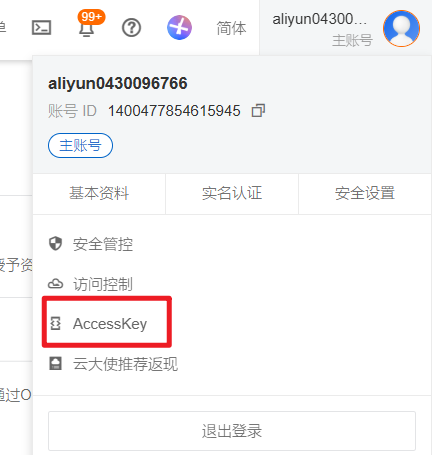 单 99+ 简体 aliyun04300...
主账号
aliyun0430096766
账号 ID 1400477854615945
主账号
基本资料 实名认证 安全设置
安全管控
授予资
访问控制
AccessKey
云大使推荐返现
通过O
退出登录